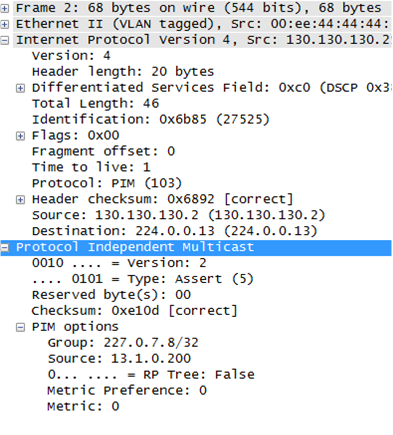 Frame 2: 68 bytes on wire (544 bits), 68 bytes
Ethernet II (VLAN tagged), Src: 00:ee:44:44:44:
Internet Protocol Version 4, Src: 130.130.130.2
Version: 4
Header length: 20 bytes
Differentiated Services Field: 0xc0 (DSCP 0x3
Total Length: 46
Identification: 0x6b85 (27525)
Flags: 0x00
Fragment offset: 0
Time to live: 1
Protocol: PIM (103)
Header checksum: 0x6892 [correct]
Source: 130.130.130.2 (130.130.130.2)
Destination: 224.0.0.13 (224.0.0.13)
Protocol Independent Multicast
0010 .... = Version: 2
.... 0101 = Type: Assert (5)
Reserved byte(s): 00
Checksum: 0xe10d [correct]
PIM options
Group: 227.0.7.8/32
Source: 13.1.0.200
0... .... = RP Tree: False
Metric Preference: 0
Metric: 0